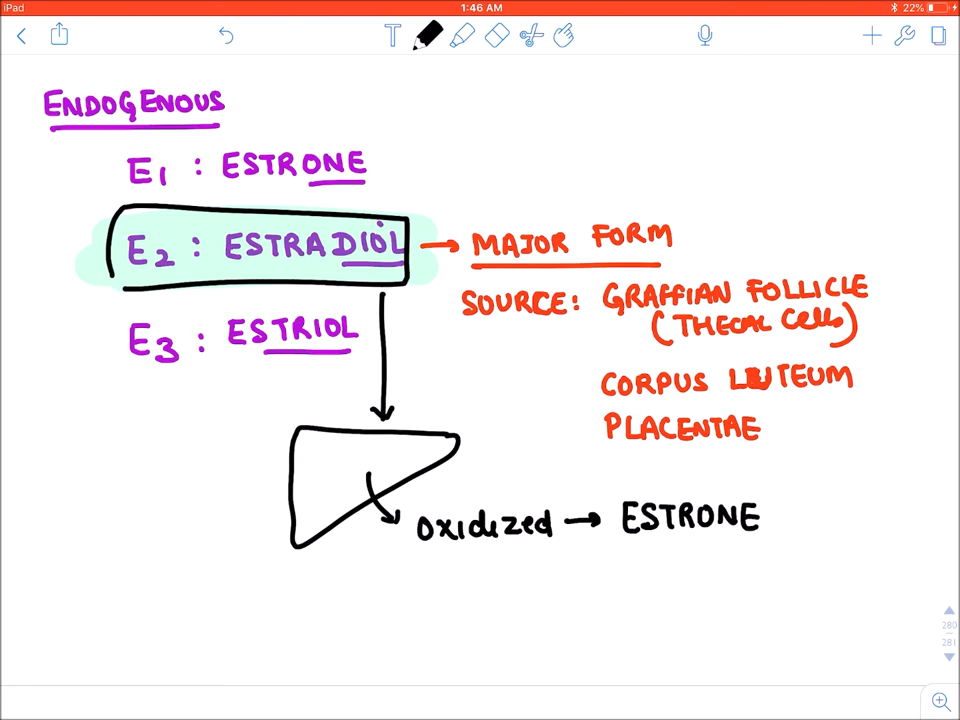 iPad
1:46 AM
22%
T
ENDOGENOUS
E1 : ESTRONE
E2 : ESTRADIOL → MAJOR FORM
SOURCE: GRAFFIAN FOLLICLE
(THECAL Cells)
E3 : ESTRIOL
CORPUS LUTEUM
PLACENTAE
oxidized → ESTRONE
280
281